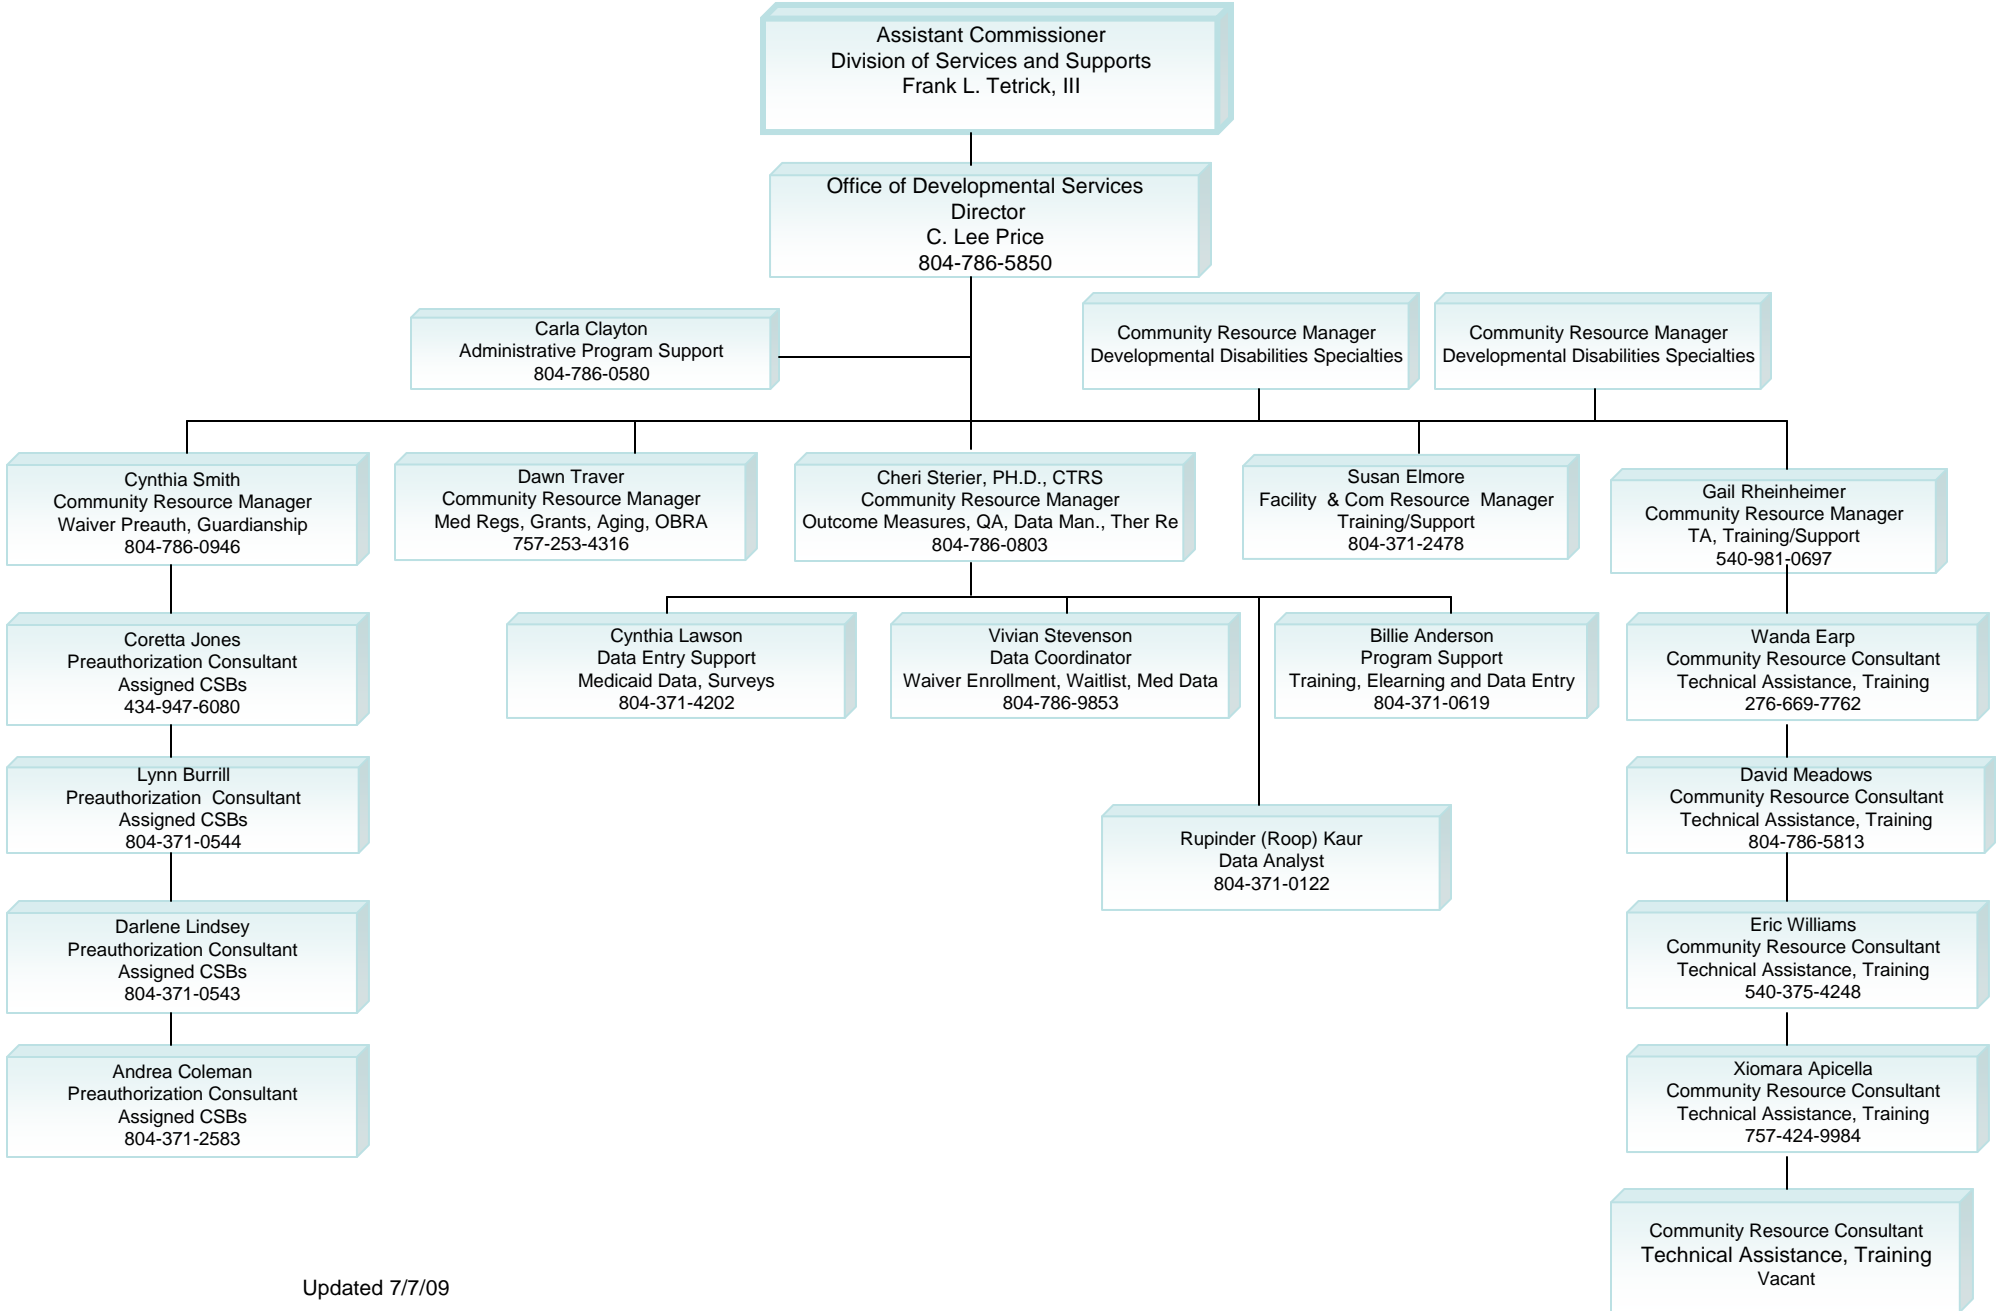 Assistant Commissioner
Division of Services and Supports
Frank L. Tetrick, III
Office of Developmental Services
Director
C. Lee Price
804-786-5850
Carla Clayton
Administrative Program Support
804-786-0580
Community Resource Manager
Developmental Disabilities Specialties
Community Resource Manager
Developmental Disabilities Specialties
Cynthia Smith
Community Resource Manager
Waiver Preauth, Guardianship
804-786-0946
Dawn Traver
Community Resource Manager
Med Regs, Grants, Aging, OBRA
757-253-4316
Cheri Sterier, PH.D., CTRS
Community Resource Manager
Outcome Measures, QA, Data Man., Ther Re
804-786-0803
Susan Elmore
Facility & Com Resource Manager
Training/Support
804-371-2478
Gail Rheinheimer
Community Resource Manager
TA, Training/Support
540-981-0697
Coretta Jones
Preauthorization Consultant
Assigned CSBs
434-947-6080
Cynthia Lawson
Data Entry Support
Medicaid Data, Surveys
804-371-4202
Vivian Stevenson
Data Coordinator
Waiver Enrollment, Waitlist, Med Data
804-786-9853
Billie Anderson
Program Support
Training, Elearning and Data Entry
804-371-0619
Wanda Earp
Community Resource Consultant
Technical Assistance, Training
276-669-7762
Lynn Burrill
Preauthorization Consultant
Assigned CSBs
804-371-0544
David Meadows
Community Resource Consultant
Technical Assistance, Training
804-786-5813
Rupinder (Roop) Kaur
Data Analyst
804-371-0122
Darlene Lindsey
Preauthorization Consultant
Assigned CSBs
804-371-0543
Eric Williams
Community Resource Consultant
Technical Assistance, Training
540-375-4248
Andrea Coleman
Preauthorization Consultant
Assigned CSBs
804-371-2583
Xiomara Apicella
Community Resource Consultant
Technical Assistance, Training
757-424-9984
Community Resource Consultant
Technical Assistance, Training
Vacant
Updated 7/7/09